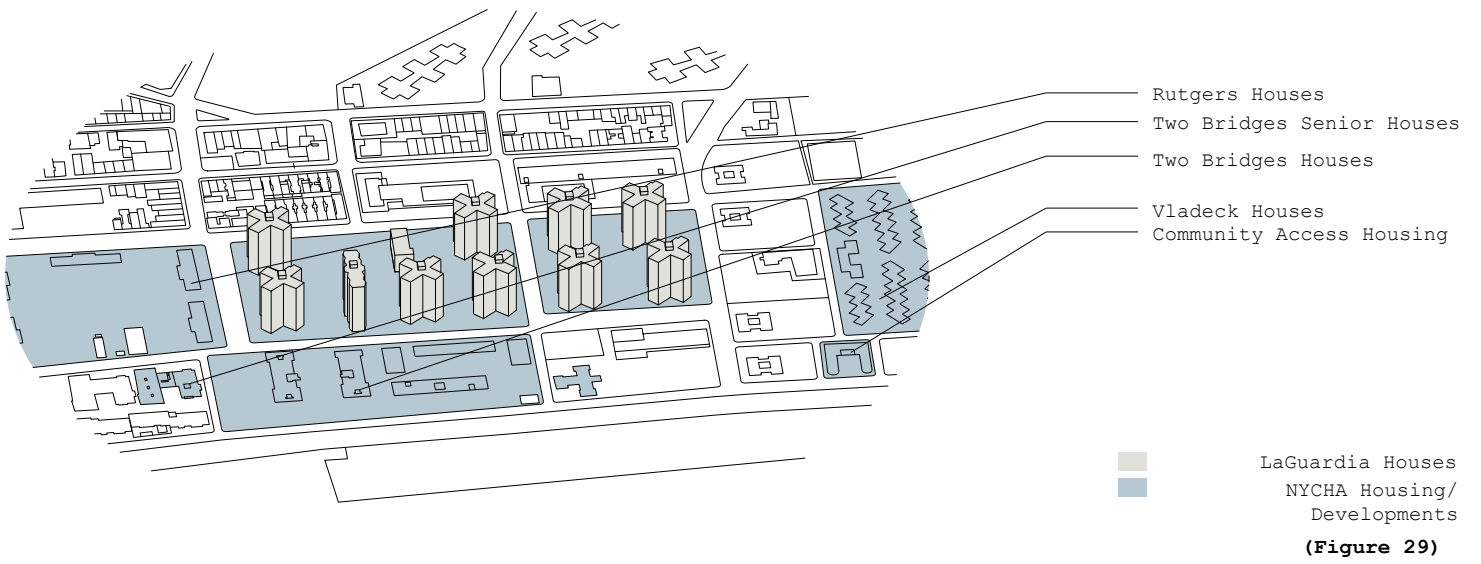 Rutgers Houses
Two Bridges Senior Houses
Two Bridges Houses
Vladeck Houses
Community Access Housing
LaGuardia Houses
NYCHA Housing/
Developments
(Figure 29)